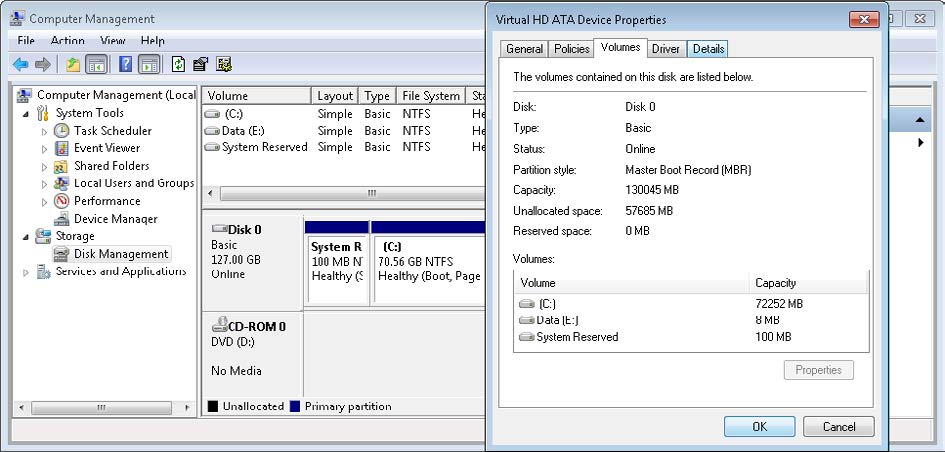 Computer Management
File Action View Help
Computer Management (Local
System Tools
Task Scheduler
Event Viewer
Shared Folders
Local Users and Groups
Performance
Device Manager
Storage
Disk Management
Services and Applications
Volume Layout Type File System Sta
(C:) Simple Basic NTFS He
Data (E:) Simple Basic NTFS He
System Reserved Simple Basic NTFS He
Disk 0
Basic
127.00 GB
Online
System R
100 MB N
Healthy (S
(C:)
70.56 GB NTFS
Healthy (Boot, Page
CD-ROM 0
DVD (D:)
No Media
Unallocated Primary partition
Virtual HD ATA Device Properties
General Policies Volumes Driver Details
The volumes contained on this disk are listed below.
Disk: Disk 0
Type: Basic
Status: Online
Partition style: Master Boot Record (MBR)
Capacity: 130045 MB
Unallocated space: 57685 MB
Reserved space: 0 MB
Volumes:
Volume Capacity
(C:) 72252 MB
Data (E:) 8 MB
System Reserved 100 MB
Properties
OK Cancel